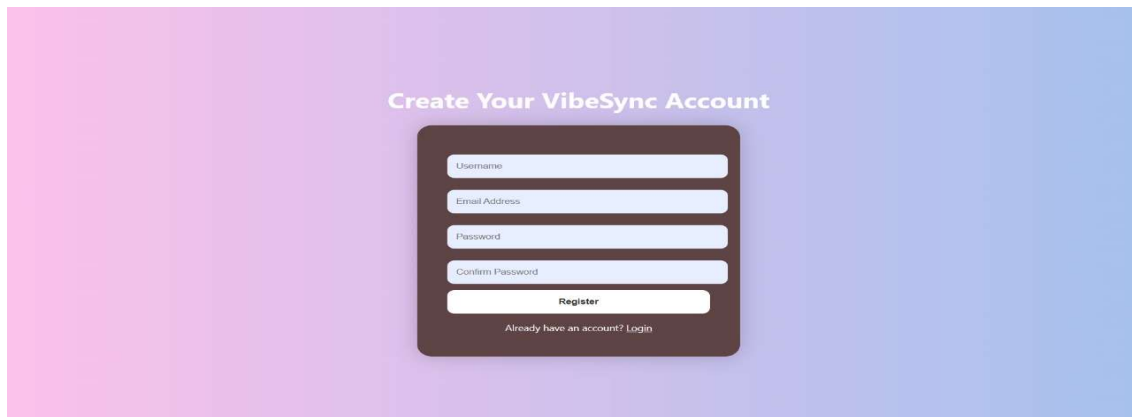 Create Your VibeSync Account
Username
Email Address
Password
Confirm Password
Register
Already have an account? Login